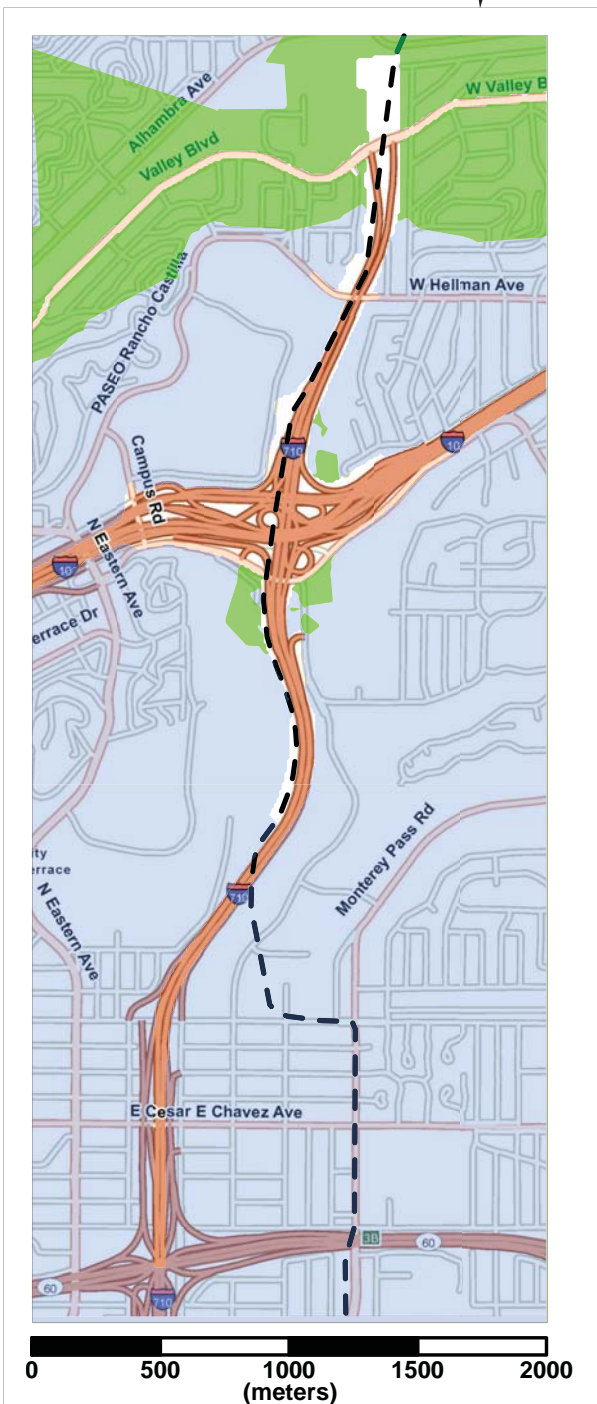 W Valley B
Alhambra Ave
Valley Blvd
PASEO Rancho Castilla
W Hellman Ave
710
10
Campus Rd
N Eastern Ave
10
errace Dr
Monterey Pass Rd
ity
errace
710
N Eastern Ave
E Cesar E Chavez Ave
3B
60
60
710
0
500
1000
1500
2000
(meters)